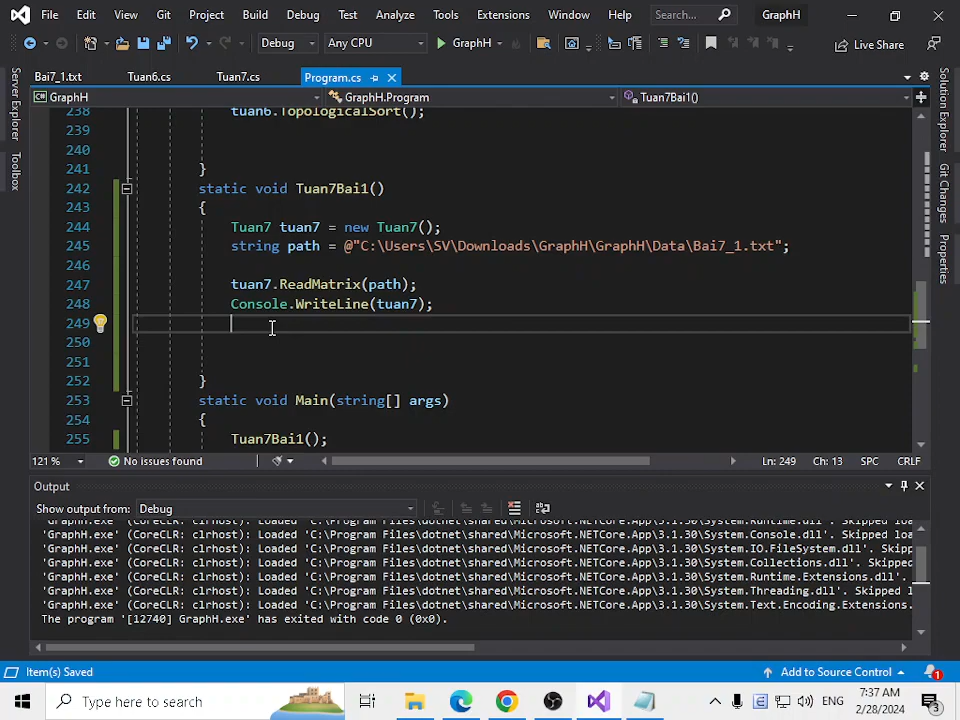 File Edit View Git Project Build Debug Test Analyze Tools Extensions Window Help Search... GraphH
Debug Any CPU GraphH Live Share
Bai7_1.txt Tuan6.cs Tuan7.cs Program.cs
GraphH GraphH.Program Tuan7Bai1()
Server Explorer
Toolbox
Solution Explorer
Git Changes
Properties
238 tuan6.TopologicalSort();
239
240
241 }
242 static void Tuan7Bai1()
243 {
244 Tuan7 tuan7 = new Tuan7();
245 string path = @"C:\Users\SV\Downloads\GraphH\GraphH\Data\Bai7_1.txt";
246
247 tuan7.ReadMatrix(path);
248 Console.WriteLine(tuan7);
249
250
251
252 }
253 static void Main(string[] args)
254 {
255 Tuan7Bai1();
121 % No issues found Ln: 249 Ch: 13 SPC CRLF
Output
Show output from: Debug
'GraphH.exe' (CoreCLR: clrhost): Loaded 'C:\Program Files\dotnet\shared\Microsoft.NETCore.App\3.1.30\System.Runtime.dll'. Skipped loa
'GraphH.exe' (CoreCLR: clrhost): Loaded 'C:\Program Files\dotnet\shared\Microsoft.NETCore.App\3.1.30\System.Console.dll'. Skipped loa
'GraphH.exe' (CoreCLR: clrhost): Loaded 'C:\Program Files\dotnet\shared\Microsoft.NETCore.App\3.1.30\System.IO.FileSystem.dll'. Skipp
'GraphH.exe' (CoreCLR: clrhost): Loaded 'C:\Program Files\dotnet\shared\Microsoft.NETCore.App\3.1.30\System.Collections.dll'. Skipped
'GraphH.exe' (CoreCLR: clrhost): Loaded 'C:\Program Files\dotnet\shared\Microsoft.NETCore.App\3.1.30\System.Runtime.Extensions.dll'.
'GraphH.exe' (CoreCLR: clrhost): Loaded 'C:\Program Files\dotnet\shared\Microsoft.NETCore.App\3.1.30\System.Threading.dll'. Skipped l
'GraphH.exe' (CoreCLR: clrhost): Loaded 'C:\Program Files\dotnet\shared\Microsoft.NETCore.App\3.1.30\System.Text.Encoding.Extensions.
The program '[12740] GraphH.exe' has exited with code 0 (0x0).
Item(s) Saved Add to Source Control 1
Type here to search ENG 7:37 AM
2/28/2024 3